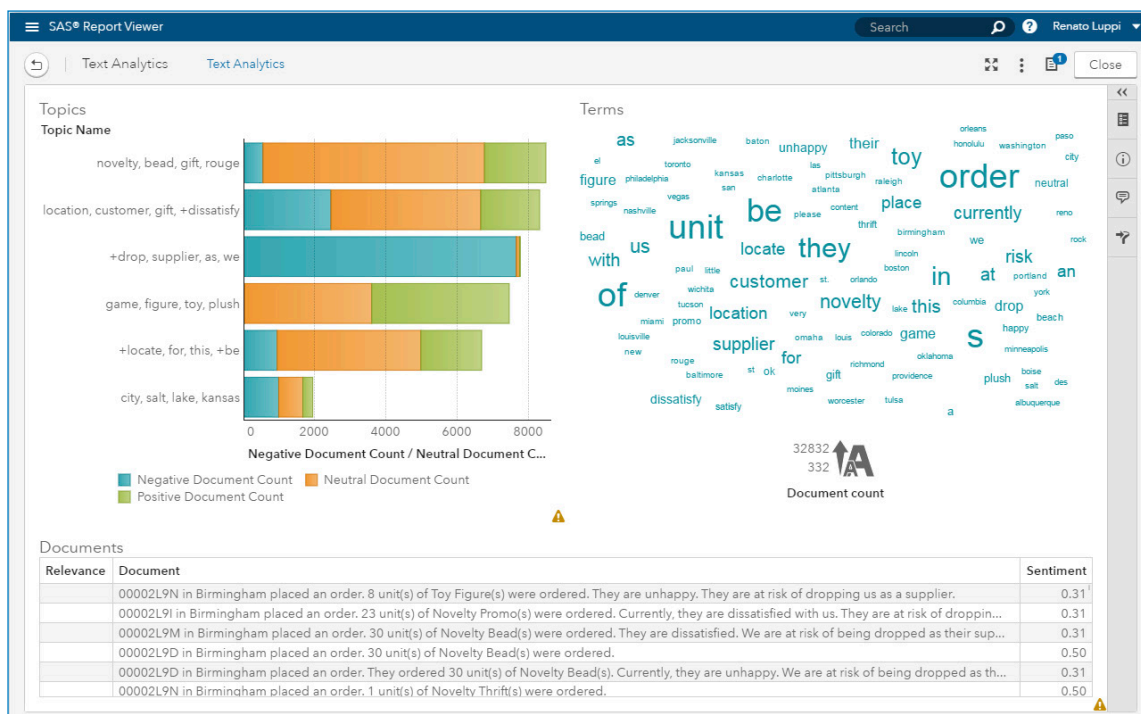 SAS® Report Viewer
Search
Renato Luppi
Text Analytics
Text Analytics
1
Close
Topics
Topic Name
novelty, bead, gift, rouge
location, customer, gift, +dissatisfy
+drop, supplier, as, we
game, figure, toy, plush
+locate, for, this, +be
city, salt, lake, kansas
0 2000 4000 6000 8000
Negative Document Count / Neutral Document C...
Negative Document Count Neutral Document Count
Positive Document Count
Terms
orleans
as jacksonville baton unhappy their honolulu washington paso
el toronto las toy city
figure philadelphia kansas charlotte pittsburgh raleigh order neutral
san atlanta
springs nashville vegas be please content place currently reno
unit thrift
bead us birmingham we rock
with locate they lincoln risk
paul little customer st. orlando boston in at portland an
of denver wichita york
tucson location very novelty lake this columbia drop
miami promo beach
louisville supplier omaha louis colorado game s happy
new for minneapolis
rouge st ok richmond oklahoma boise
baltimore gift providence plush salt des
moines
dissatisfy satisfy worcester tulsa a albuquerque
32832
332
A
A
Document count
Documents
Relevance Document Sentiment
00002L9N in Birmingham placed an order. 8 unit(s) of Toy Figure(s) were ordered. They are unhappy. They are at risk of dropping us as a supplier. 0.31
00002L9I in Birmingham placed an order. 23 unit(s) of Novelty Promo(s) were ordered. Currently, they are dissatisfied with us. They are at risk of droppin... 0.31
00002L9M in Birmingham placed an order. 30 unit(s) of Novelty Bead(s) were ordered. They are dissatisfied. We are at risk of being dropped as their sup... 0.31
00002L9D in Birmingham placed an order. 30 unit(s) of Novelty Bead(s) were ordered. 0.50
00002L9D in Birmingham placed an order. They ordered 30 unit(s) of Novelty Bead(s). Currently, they are unhappy. We are at risk of being dropped as th... 0.31
00002L9N in Birmingham placed an order. 1 unit(s) of Novelty Thrift(s) were ordered. 0.50